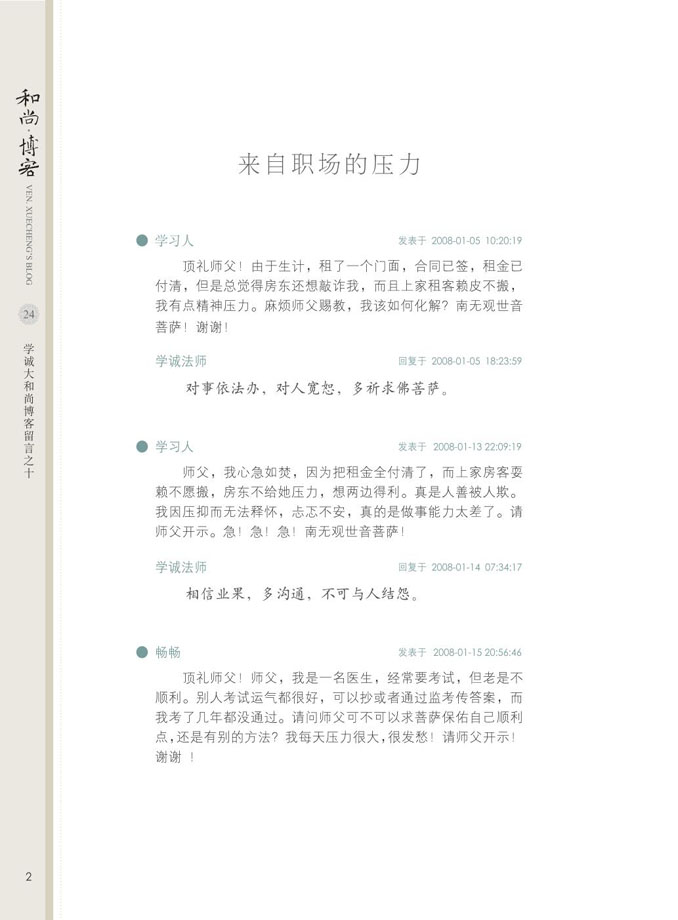 和尚·博客
VEN. XUECHENG'S BLOG
24
学诚大和尚博客留言之十
来自职场的压力
学习人 发表于 2008-01-05 10:20:19
顶礼师父！由于生计，租了一个门面，合同已签，租金已
付清，但是总觉得房东还想敲诈我，而且上家租客赖皮不搬，
我有点精神压力。麻烦师父赐教，我该如何化解？南无观世音
菩萨！谢谢！
学诚法师 回复于 2008-01-05 18:23:59
对事依法办，对人宽恕，多祈求佛菩萨。
学习人 发表于 2008-01-13 22:09:19
师父，我心急如焚，因为把租金全付清了，而上家房客耍
赖不愿搬，房东不给她压力，想两边得利。真是人善被人欺。
我因压抑而无法释怀，忐忑不安，真的是做事能力太差了。请
师父开示。急！急！急！南无观世音菩萨！
学诚法师 回复于 2008-01-14 07:34:17
相信业果，多沟通，不可与人结怨。
畅畅 发表于 2008-01-15 20:56:46
顶礼师父！师父，我是一名医生，经常要考试，但老是不
顺利。别人考试运气都很好，可以抄或者通过监考传答案，而
我考了几年都没通过。请问师父可不可以求菩萨保佑自己顺利
点，还是有别的方法？我每天压力很大，很发愁！请师父开示！
谢谢 ！
2